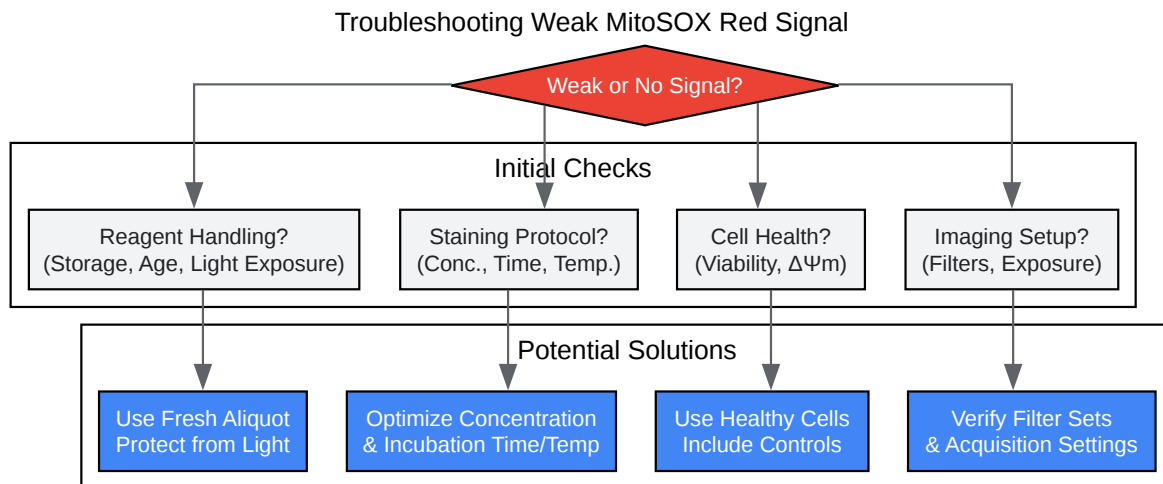 Troubleshooting Weak MitoSOX Red Signal
Weak or No Signal?
Initial Checks
Reagent Handling?
(Storage, Age, Light Exposure)
Staining Protocol?
(Conc., Time, Temp.)
Cell Health?
(Viability, ΔΨm)
Imaging Setup?
(Filters, Exposure)
Potential Solutions
Use Fresh Aliquot
Protect from Light
Optimize Concentration
& Incubation Time/Temp
Use Healthy Cells
Include Controls
Verify Filter Sets
& Acquisition Settings